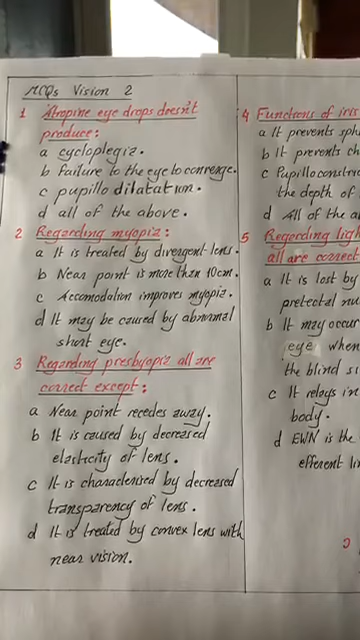 MCQs Vision 2
1 Atropine eye drops doesn't
produce:
a cycloplegia.
b Failure to the eye to converge.
c pupillo dilatation.
d all of the above.
2 Regarding myopia:
a It is treated by divergent lens.
b Near point is more than 10cm.
c Accomodation improves myopia.
d It may be caused by abnormal
short eye.
3 Regarding presbyopia all are
correct except:
a Near point recedes away.
b It is caused by decreased
elasticity of lens.
c It is characterized by decreased
transparency of lens.
d It is treated by convex lens with
near vision.
4 Functions of iris
a It prevents sph
b It prevents ch
c Pupilloconstric
the depth of
d All of the a
5 Regarding ligh
all are correct
a It is lost by
pretectal nu
b It may occur
eye when
the blind si
c It relays in
body.
d EWN is the
efferent li